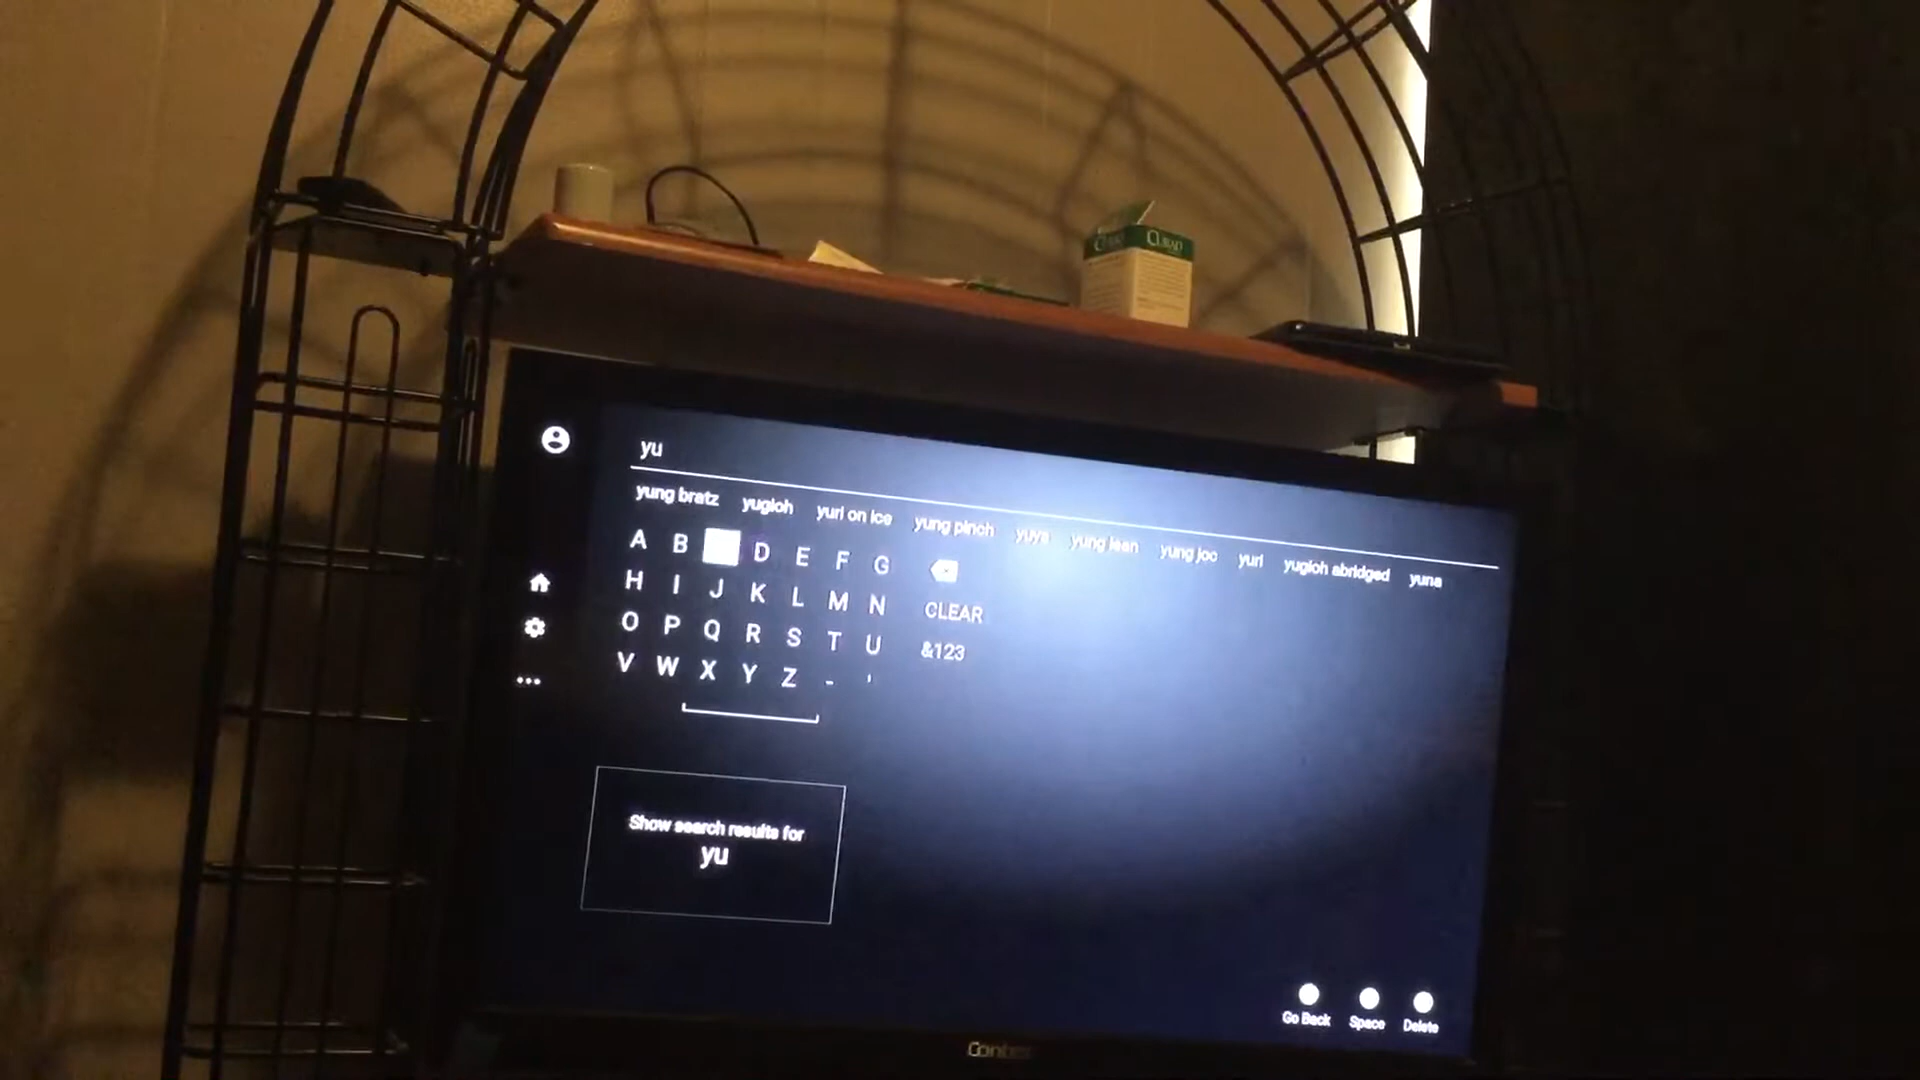 CURAD
yu
yung bratz yugioh yuri on ice yung pinch yuya yung lean yung joc yuri yugioh abridged yuna
A B D E F G
H I J K L M N CLEAR
O P Q R S T U &123
V W X Y Z - '
Show search results for
yu
Go Back Space Delete